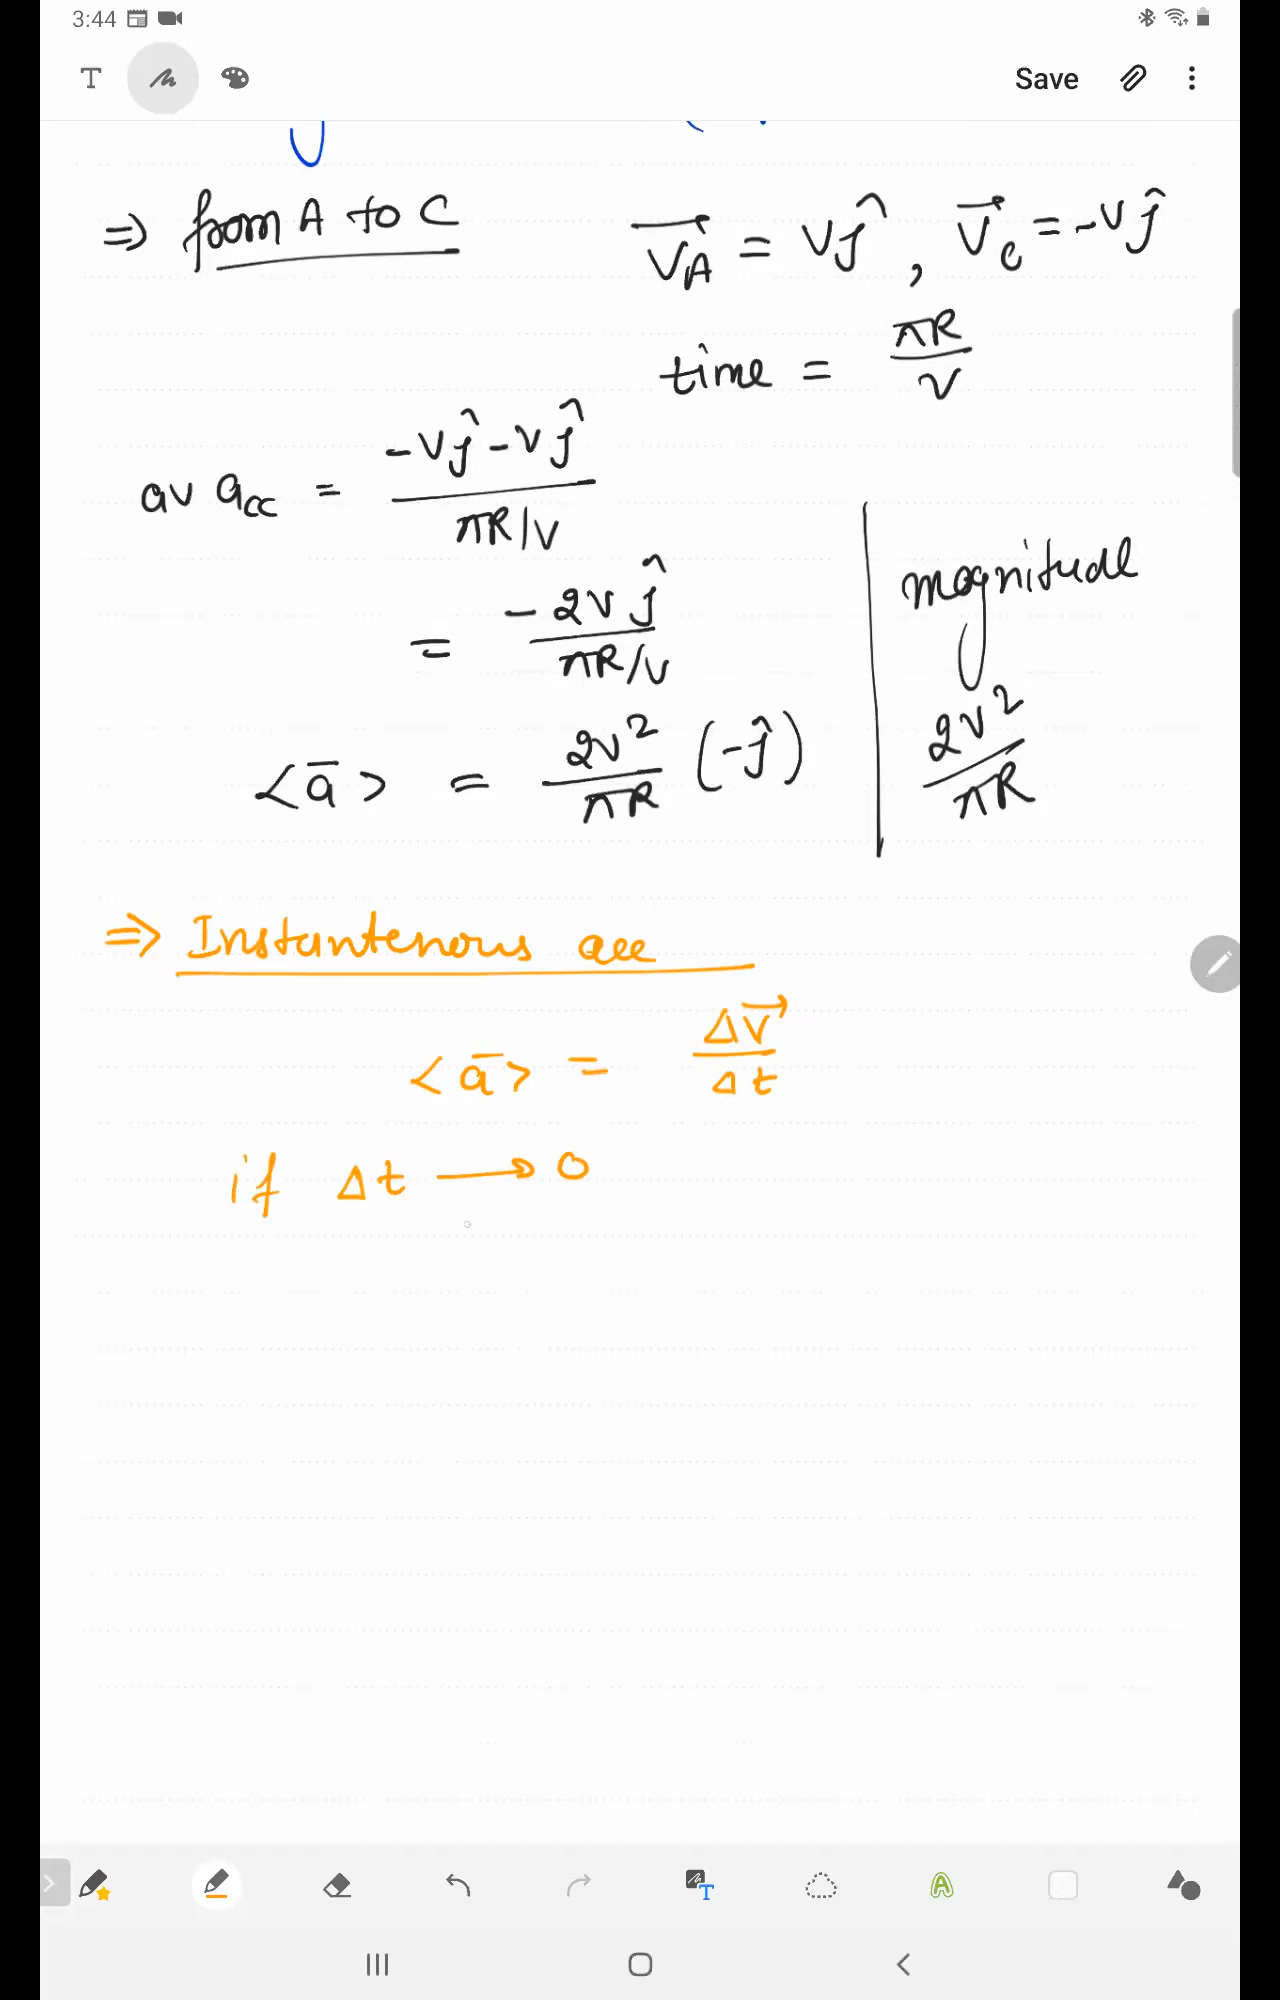 3:44
T Save
⇒ from A to C
V⃗A = Vĵ , V⃗c = -Vĵ
time = πR/V
av acc = (-Vĵ - Vĵ)/(πR/V)
= -2Vĵ/(πR/V)
<a̅> = 2V²/πR (-ĵ)
magnitude
2V²/πR
⇒ Instantenous acc
<a̅> = ΔV⃗/Δt
if Δt ⟶ 0
T A